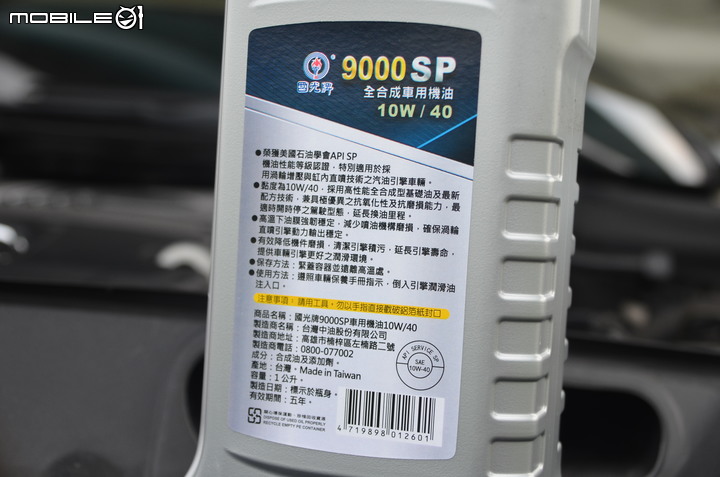 MOBILE01
國光牌®
9000SP
全合成車用機油
10W / 40
●榮獲美國石油學會API SP
機油性能等級認證，特別適用於採
用渦輪增壓與缸內直噴技術之汽油引擎車輛。
●黏度為10W/40，採用高性能全合成型基礎油及最新
配方技術，兼具極優異之抗氧化性及抗磨損能力，最
適時開時停之駕駛型態，延長換油里程。
●高溫下油膜強韌穩定，減少噴油機構磨損，確保渦輪
直噴引擎動力輸出穩定。
●有效降低機件磨損，清潔引擎積污，延長引擎壽命，
提供車輛引擎更好之潤滑環境。
●保存方法：緊蓋容器並遠離高溫處。
●使用方法：遵照車輛保養手冊指示，倒入引擎潤滑油
注入口。
注意事項：請用工具。勿以手指直接戳破鋁箔紙封口
商品名稱：國光牌9000SP車用機油10W/40
製造商名稱：台灣中油股份有限公司
製造商地址：高雄市楠梓區左楠路二號
製造商電話：0800-077002
成分：合成油及添加劑。
產地：台灣。Made in Taiwan
容量：1 公升。
製造日期：標示於瓶身。
有效期間：五年。
API SERVICE SP
SAE
10W-40
DISPOSE OF USED OIL PROPERLY
RECYCLE EMPTY PE CONTAINER
4 719898 012601